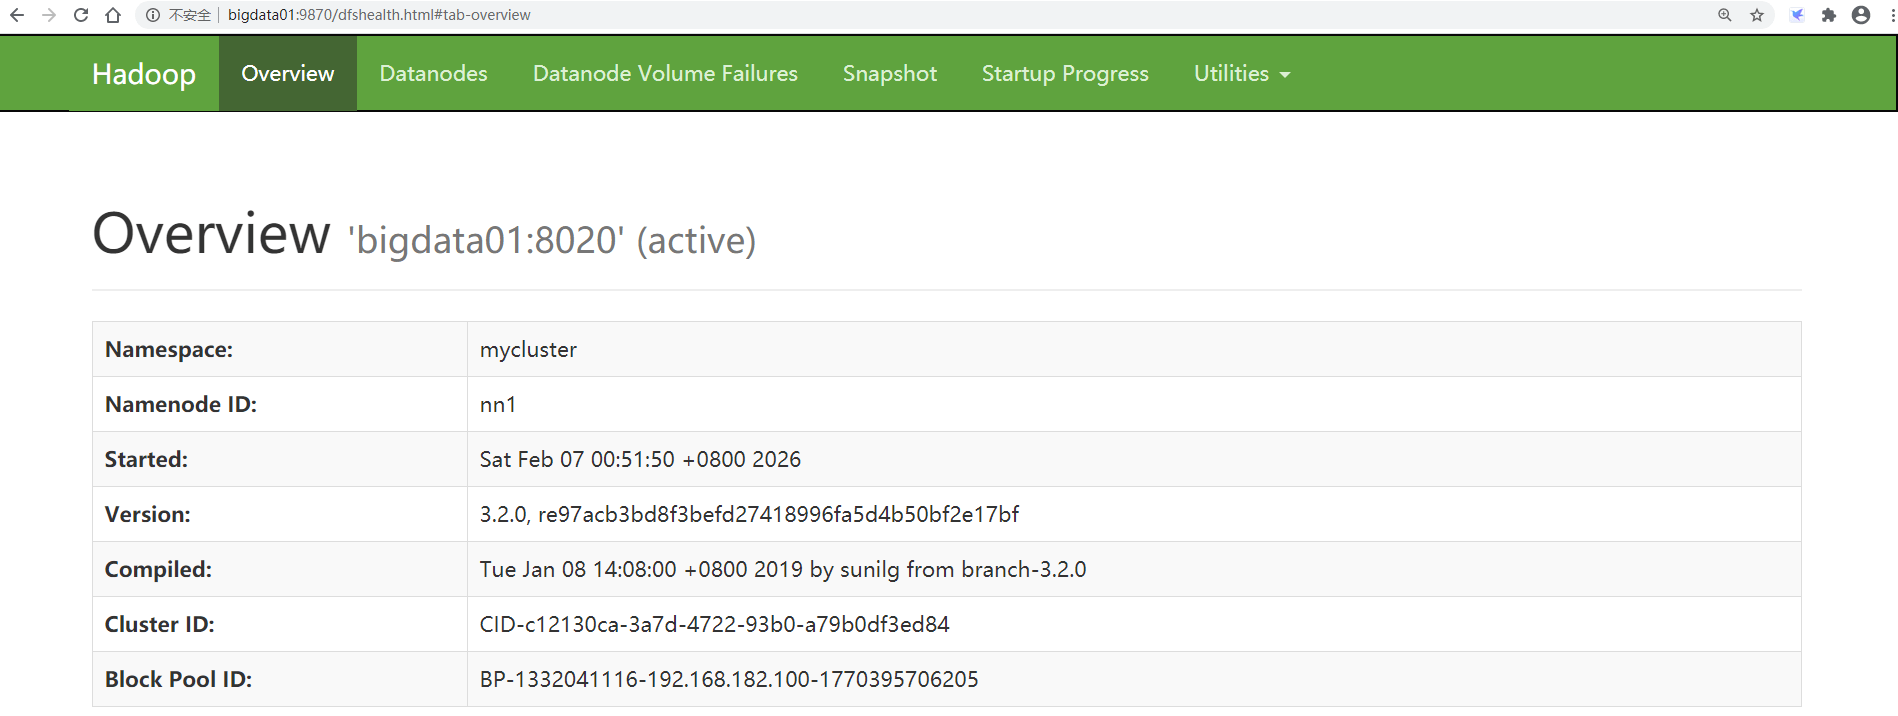 不安全 bigdata01:9870/dfshealth.html#tab-overview
Hadoop Overview Datanodes Datanode Volume Failures Snapshot Startup Progress Utilities
Overview 'bigdata01:8020' (active)
Namespace: mycluster
Namenode ID: nn1
Started: Sat Feb 07 00:51:50 +0800 2026
Version: 3.2.0, re97acb3bd8f3befd27418996fa5d4b50bf2e17bf
Compiled: Tue Jan 08 14:08:00 +0800 2019 by sunilg from branch-3.2.0
Cluster ID: CID-c12130ca-3a7d-4722-93b0-a79b0df3ed84
Block Pool ID: BP-1332041116-192.168.182.100-1770395706205